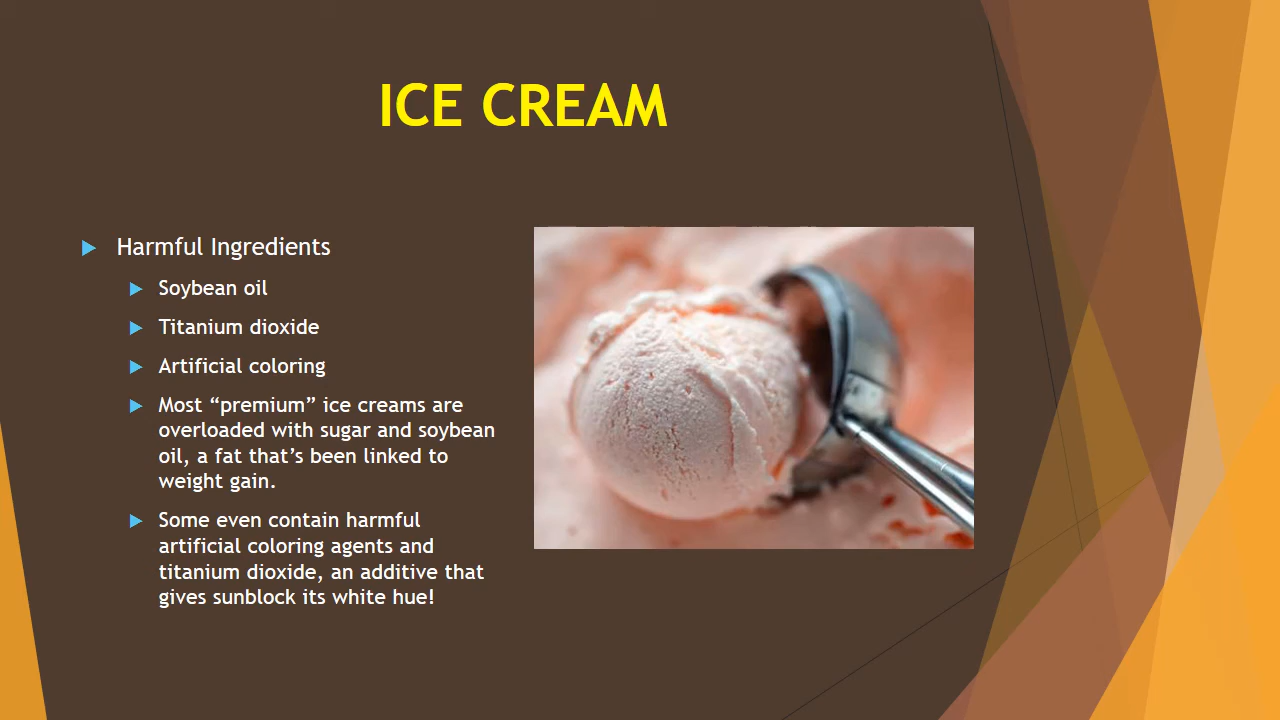 ICE CREAM
Harmful Ingredients
Soybean oil
Titanium dioxide
Artificial coloring
Most “premium” ice creams are
overloaded with sugar and soybean
oil, a fat that’s been linked to
weight gain.
Some even contain harmful
artificial coloring agents and
titanium dioxide, an additive that
gives sunblock its white hue!